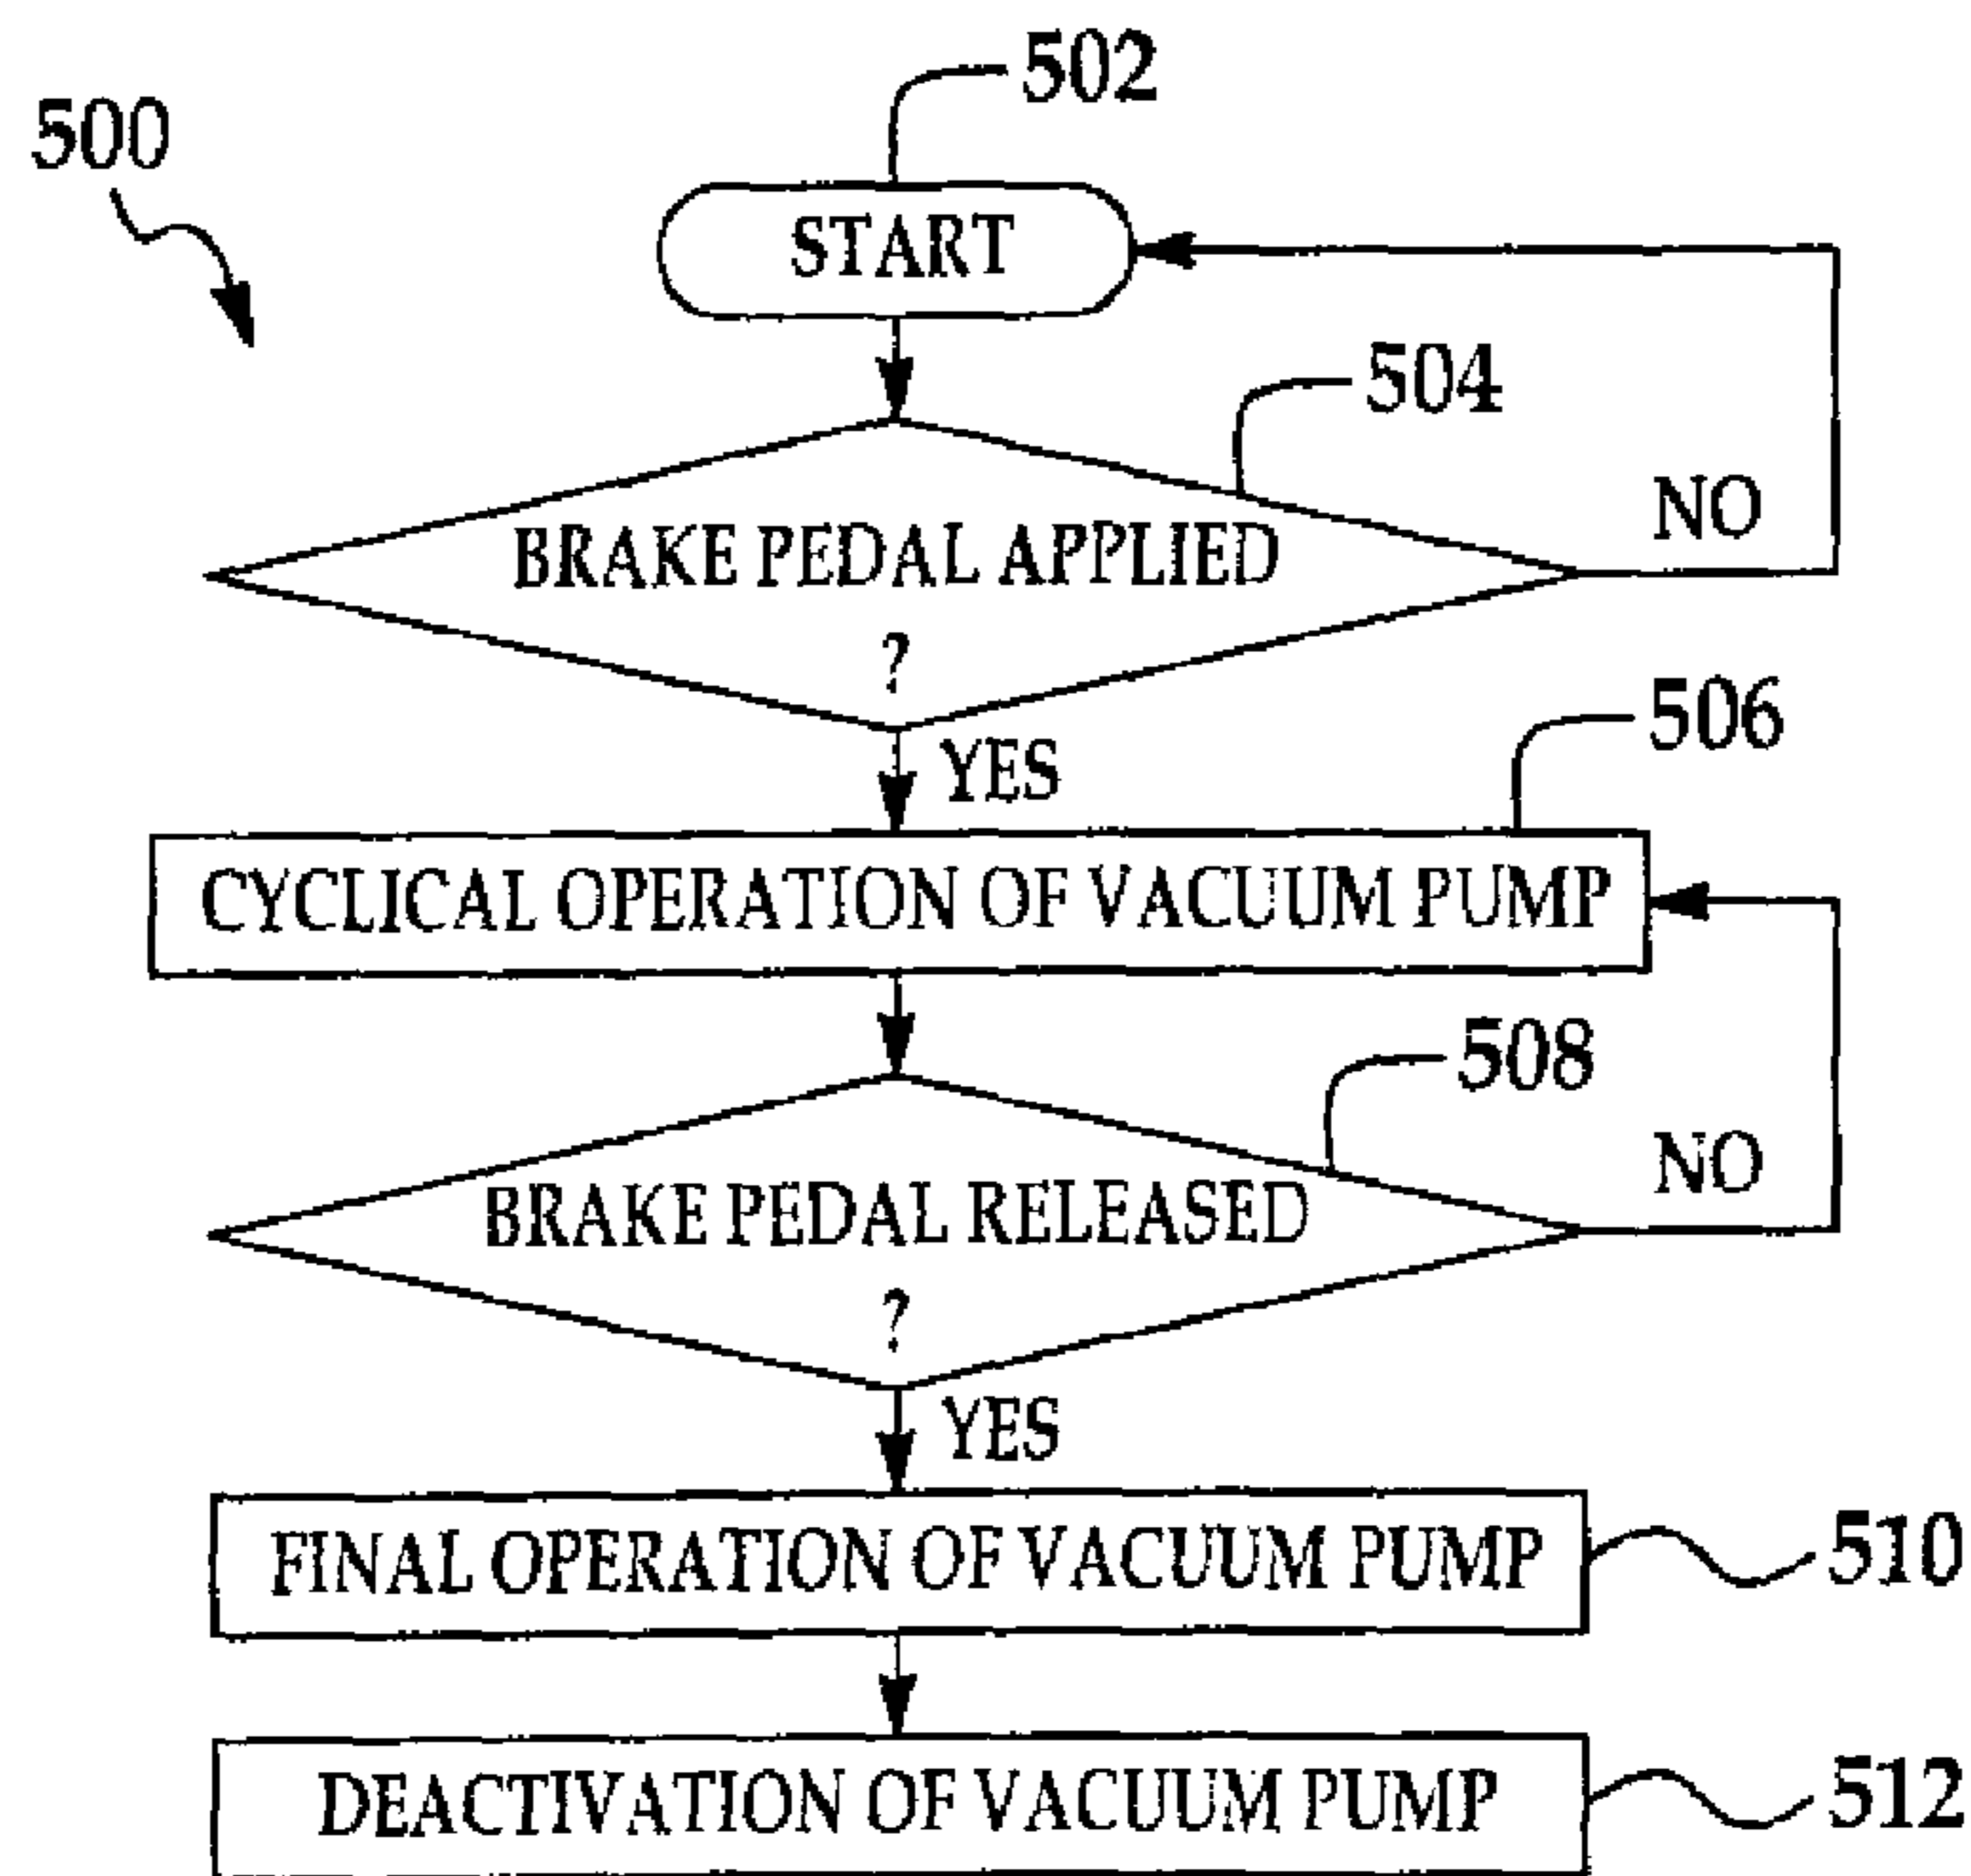 502
500
START
504
NO
BRAKE PEDAL APPLIED
?
506
YES
CYCLICAL OPERATION OF VACUUM PUMP
508
NO
BRAKE PEDAL RELEASED
?
YES
FINAL OPERATION OF VACUUM PUMP
510
DEACTIVATION OF VACUUM PUMP
512